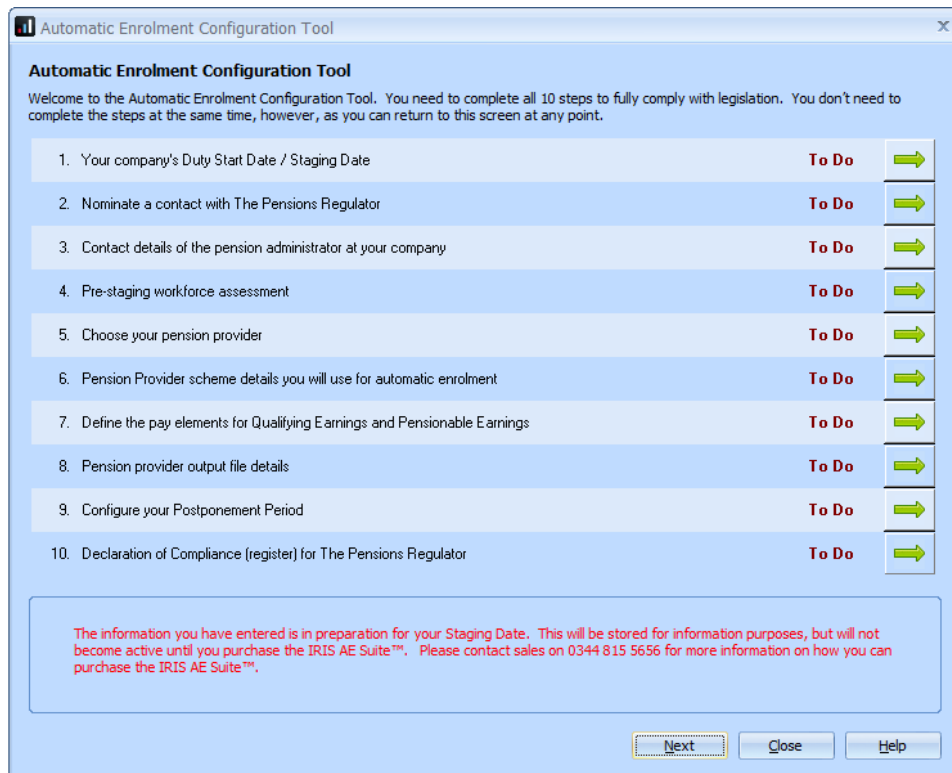 Automatic Enrolment Configuration Tool
x
Automatic Enrolment Configuration Tool
Welcome to the Automatic Enrolment Configuration Tool. You need to complete all 10 steps to fully comply with legislation. You don't need to
complete the steps at the same time, however, as you can return to this screen at any point.
1. Your company's Duty Start Date / Staging Date To Do
2. Nominate a contact with The Pensions Regulator To Do
3. Contact details of the pension administrator at your company To Do
4. Pre-staging workforce assessment To Do
5. Choose your pension provider To Do
6. Pension Provider scheme details you will use for automatic enrolment To Do
7. Define the pay elements for Qualifying Earnings and Pensionable Earnings To Do
8. Pension provider output file details To Do
9. Configure your Postponement Period To Do
10. Declaration of Compliance (register) for The Pensions Regulator To Do
The information you have entered is in preparation for your Staging Date. This will be stored for information purposes, but will not
become active until you purchase the IRIS AE Suite™. Please contact sales on 0344 815 5656 for more information on how you can
purchase the IRIS AE Suite™.
Next Close Help